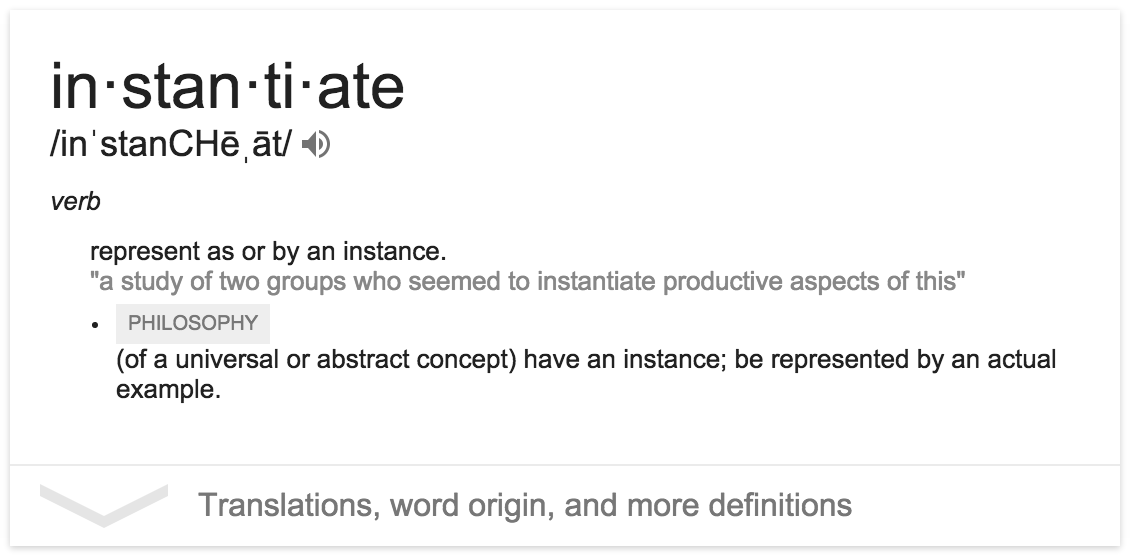 in·stan·ti·ate
/inˈstanCHēˌāt/
verb
represent as or by an instance.
"a study of two groups who seemed to instantiate productive aspects of this"
• PHILOSOPHY
(of a universal or abstract concept) have an instance; be represented by an actual
example.
Translations, word origin, and more definitions